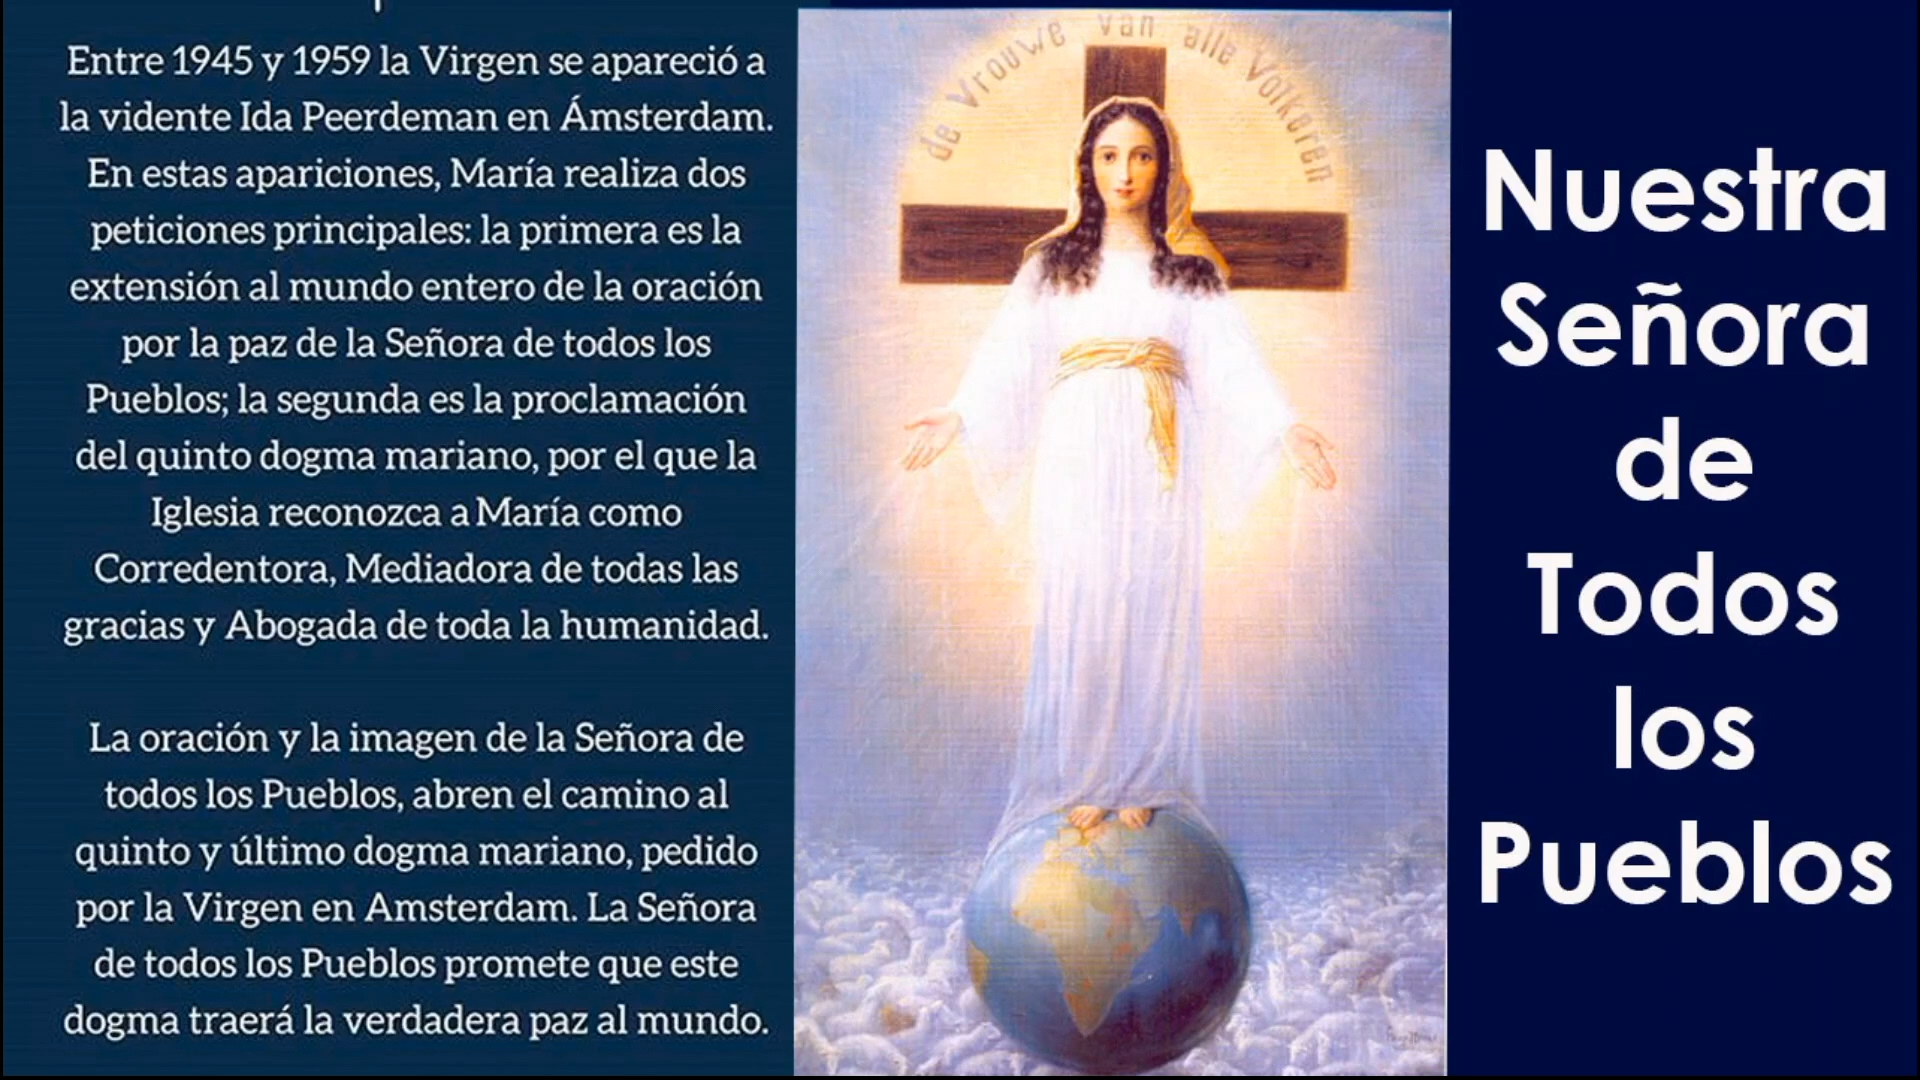 Entre 1945 y 1959 la Virgen se apareció a
la vidente Ida Peerdeman en Ámsterdam.
En estas apariciones, María realiza dos
peticiones principales: la primera es la
extensión al mundo entero de la oración
por la paz de la Señora de todos los
Pueblos; la segunda es la proclamación
del quinto dogma mariano, por el que la
Iglesia reconozca a María como
Corredentora, Mediadora de todas las
gracias y Abogada de toda la humanidad.
La oración y la imagen de la Señora de
todos los Pueblos, abren el camino al
quinto y último dogma mariano, pedido
por la Virgen en Amsterdam. La Señora
de todos los Pueblos promete que este
dogma traerá la verdadera paz al mundo.
de Vrouwe van alle Volkeren
Nuestra
Señora
de
Todos
los
Pueblos